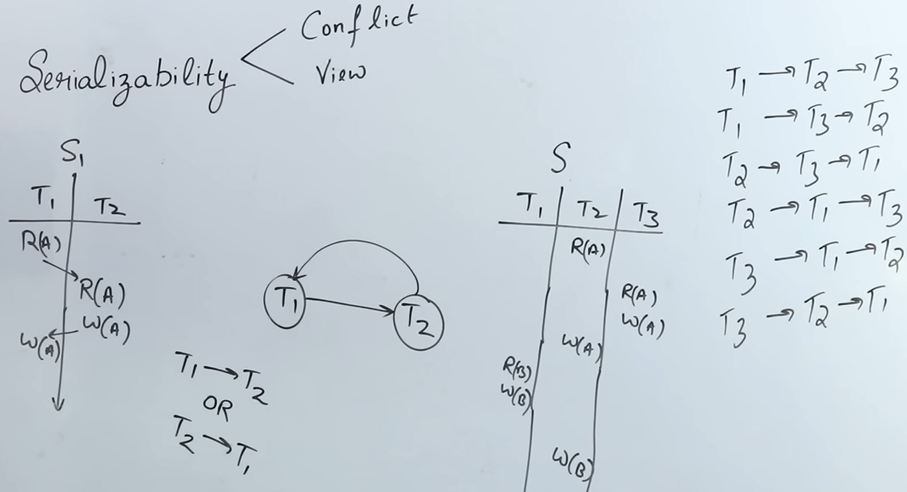 Serializability
Conflict
View
S₁
T₁ T₂
R(A)
R(A)
W(A)
W(A)
T₁ T₂
T₁ → T₂
OR
T₂ → T₁
S
T₁ T₂ T₃
R(A)
R(A)
W(A)
W(A)
R(B)
W(B)
W(B)
T₁ → T₂ → T₃
T₁ → T₃ → T₂
T₂ → T₃ → T₁
T₂ → T₁ → T₃
T₃ → T₁ → T₂
T₃ → T₂ → T₁